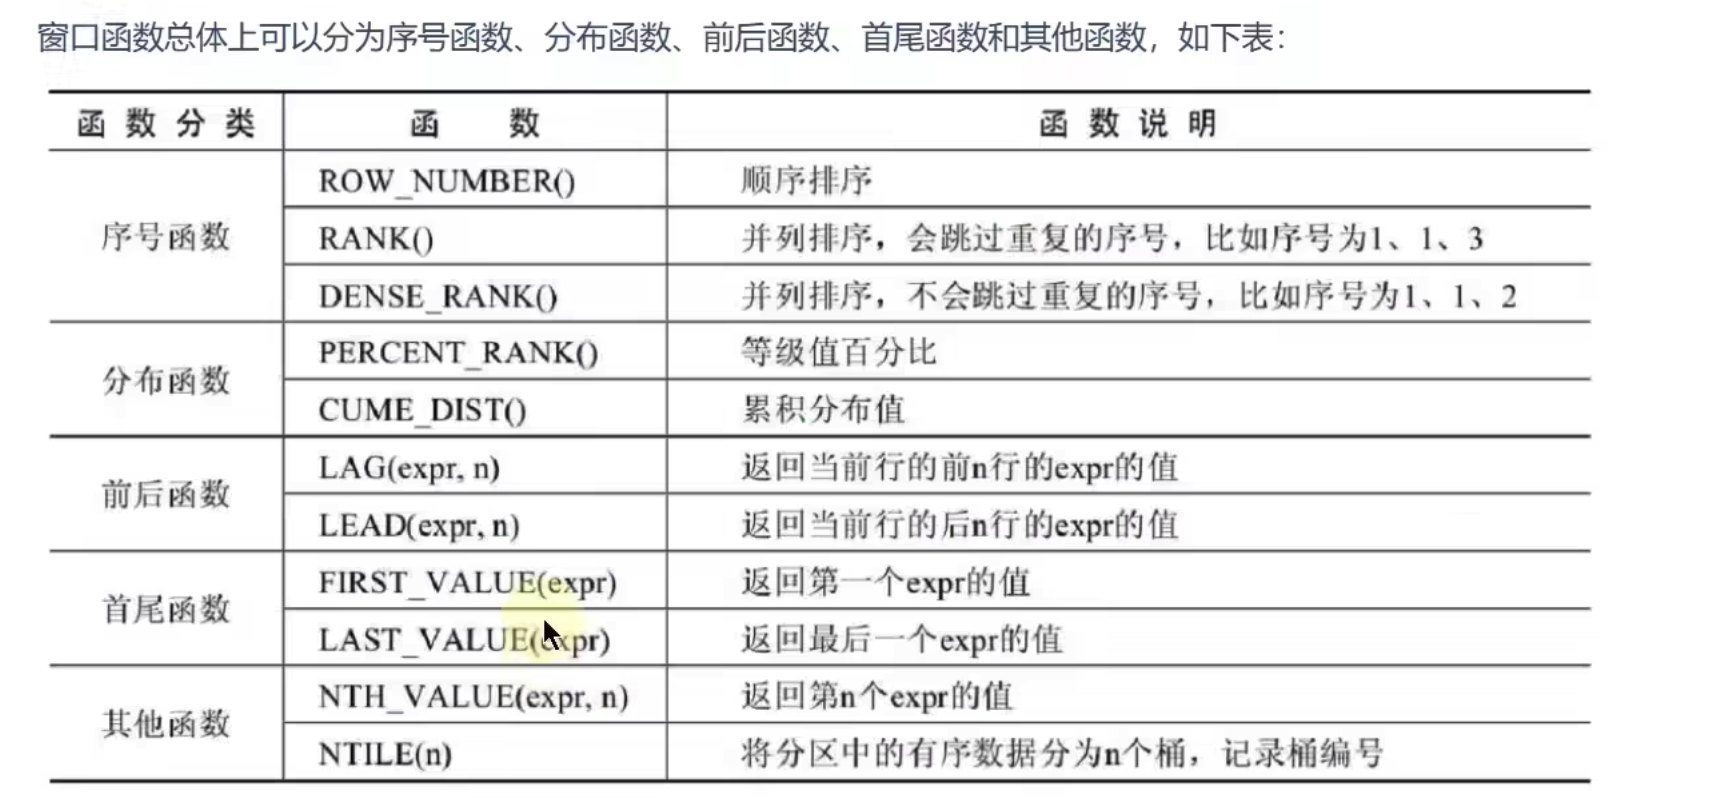 窗口函数总体上可以分为序号函数、分布函数、前后函数、首尾函数和其他函数，如下表：
函数分类 函数 函数说明
序号函数
ROW_NUMBER() 顺序排序
RANK() 并列排序，会跳过重复的序号，比如序号为1、1、3
DENSE_RANK() 并列排序，不会跳过重复的序号，比如序号为1、1、2
分布函数
PERCENT_RANK() 等级值百分比
CUME_DIST() 累积分布值
前后函数
LAG(expr, n) 返回当前行的前n行的expr的值
LEAD(expr, n) 返回当前行的后n行的expr的值
首尾函数
FIRST_VALUE(expr) 返回第一个expr的值
LAST_VALUE(expr) 返回最后一个expr的值
其他函数
NTH_VALUE(expr, n) 返回第n个expr的值
NTILE(n) 将分区中的有序数据分为n个桶，记录桶编号